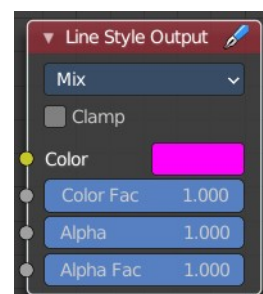 Line Style Output
Mix
Clamp
Color
Color Fac 1.000
Alpha 1.000
Alpha Fac 1.000